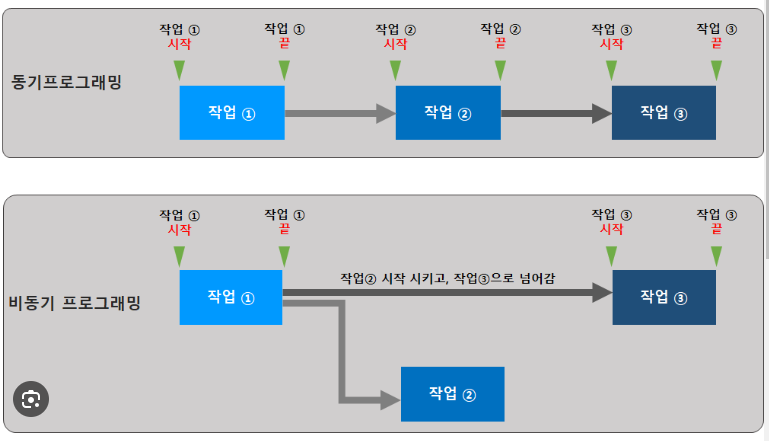 작업 ① 작업 ① 작업 ② 작업 ② 작업 ③ 작업 ③
시작 끝 시작 끝 시작 끝
동기프로그래밍
작업 ① 작업 ② 작업 ③
작업 ① 작업 ① 작업 ③ 작업 ③
시작 끝 시작 끝
작업② 시작 시키고, 작업③으로 넘어감
비동기 프로그래밍
작업 ① 작업 ③
작업 ②